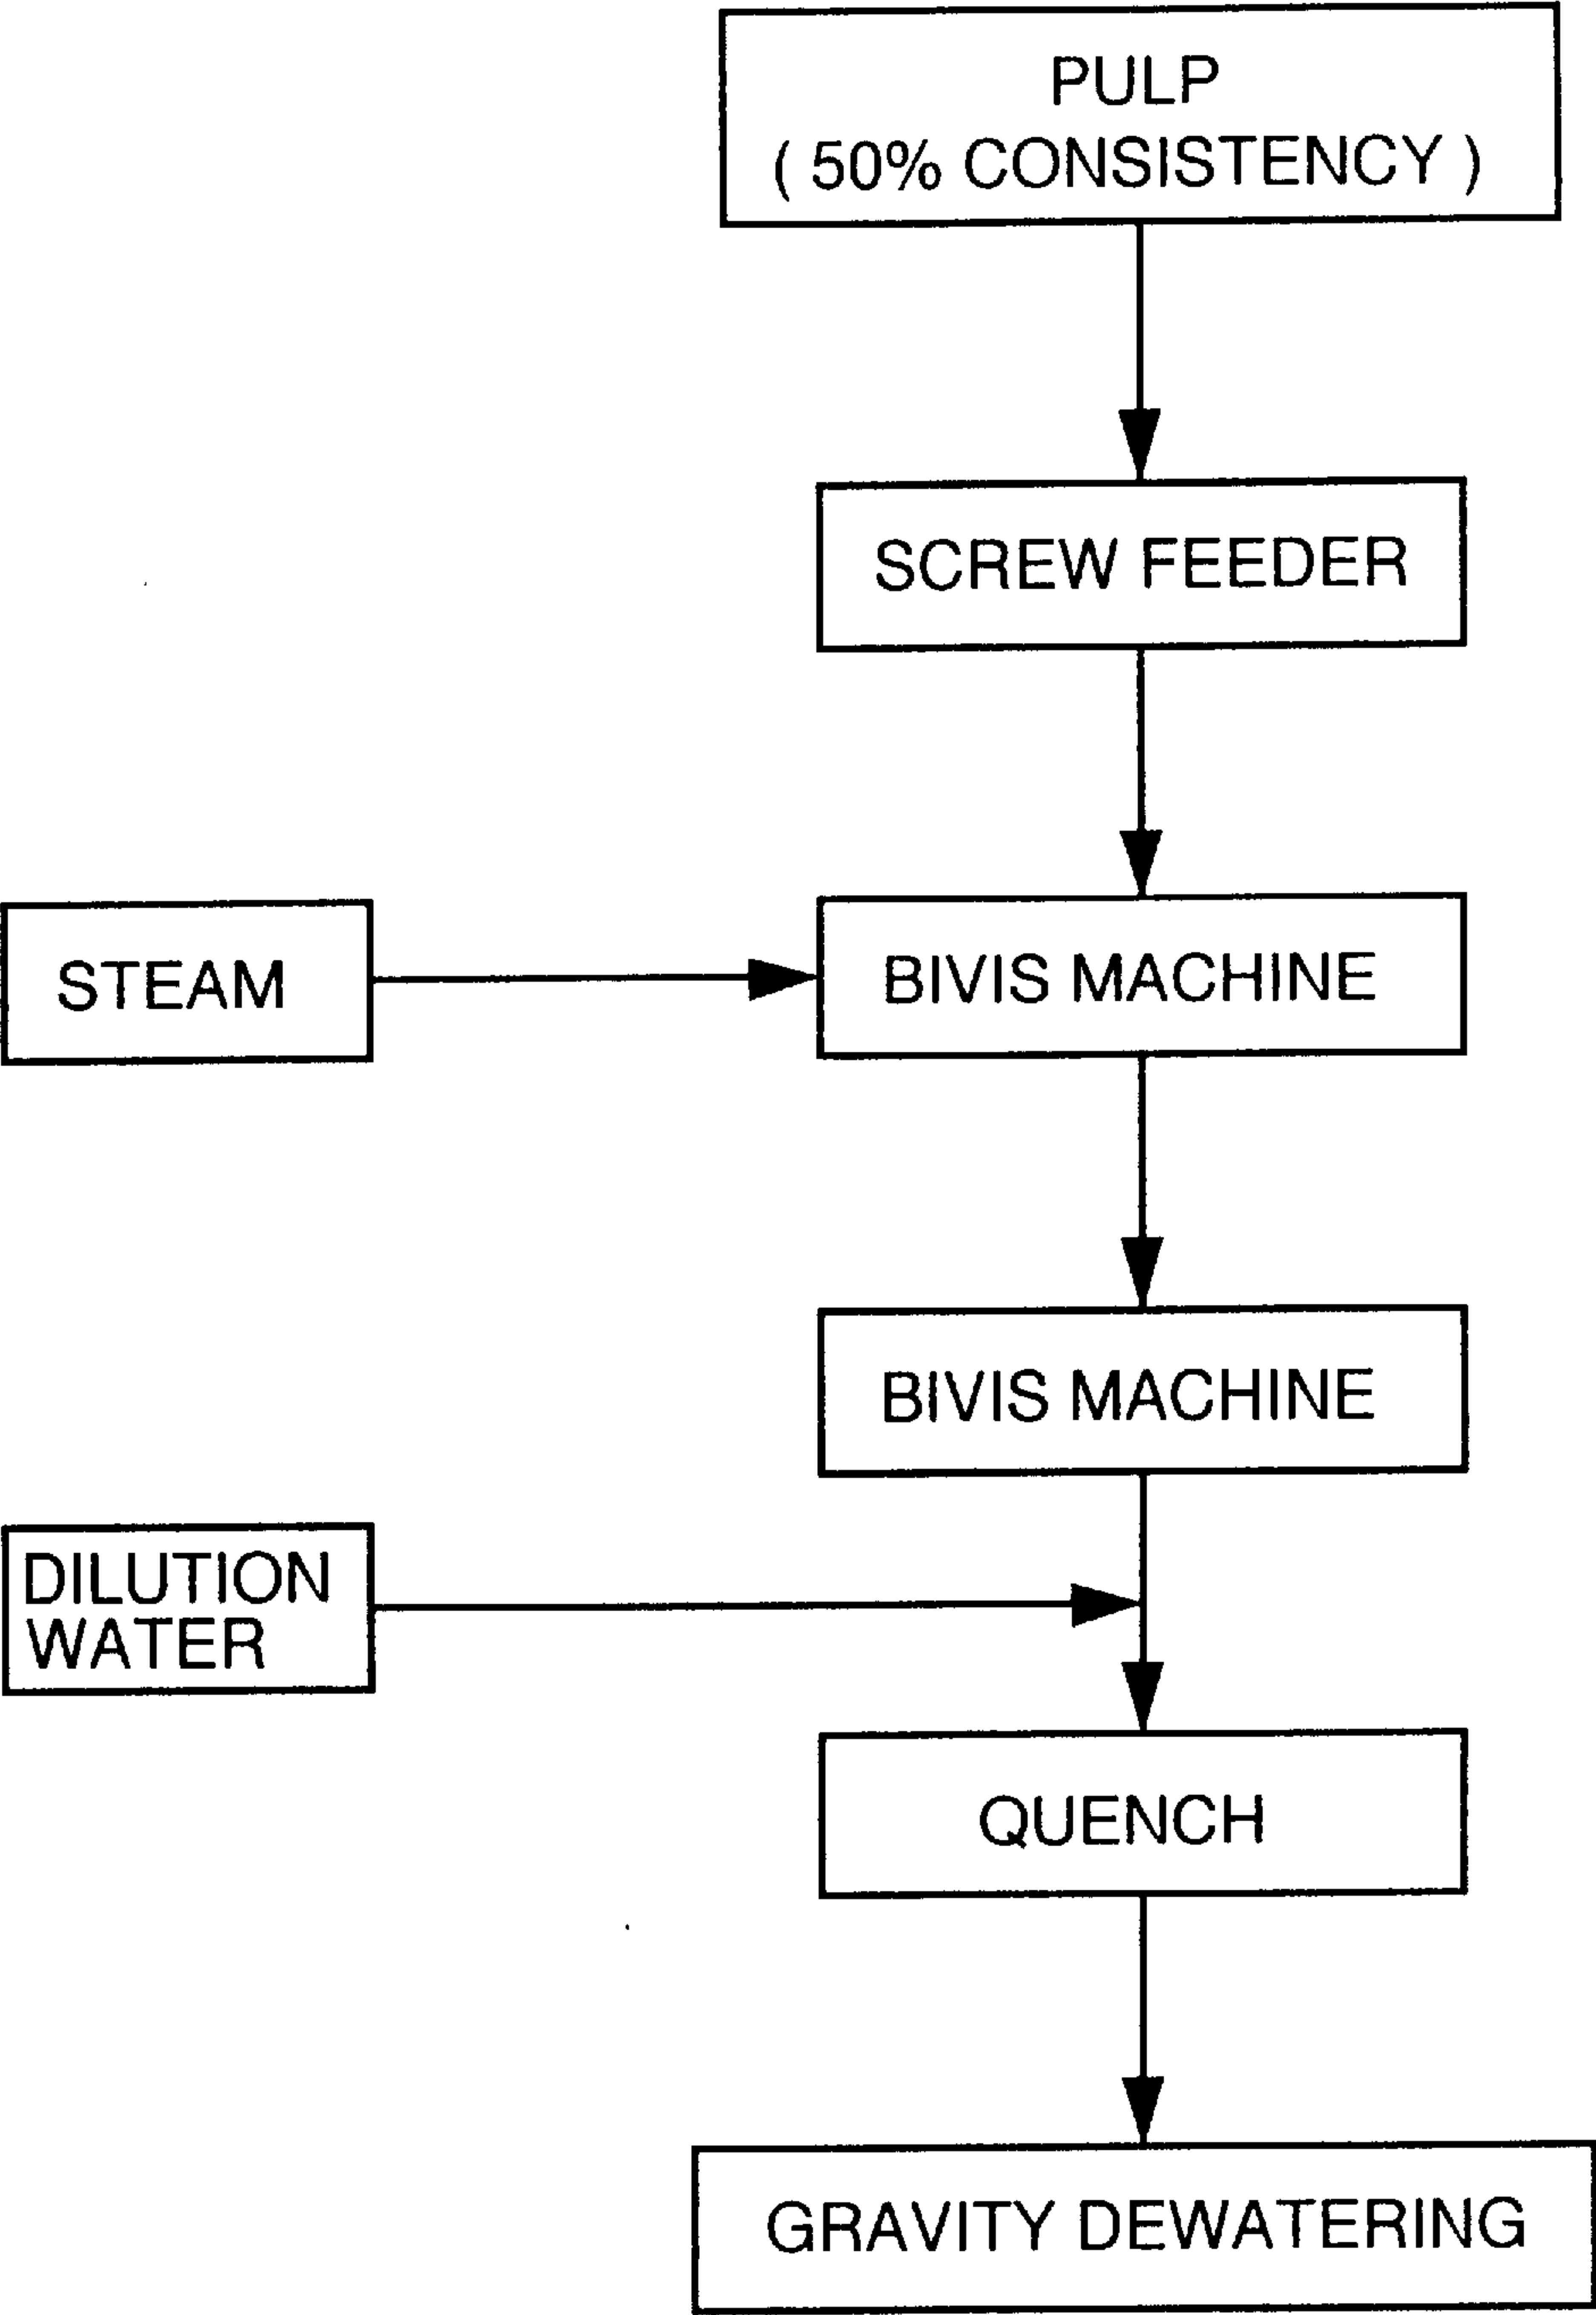 PULP
( 50% CONSISTENCY )
SCREW FEEDER
STEAM
BIVIS MACHINE
BIVIS MACHINE
DILUTION
WATER
QUENCH
GRAVITY DEWATERING